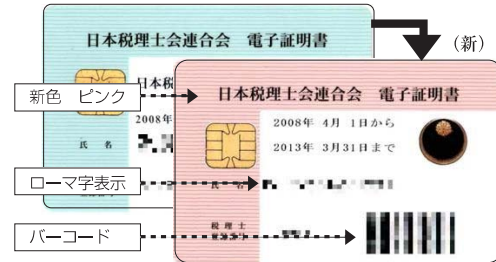 日本税理士会連合会 電子証明書
(新)
日本税
新色 ピンク
日本税理士会連合会 電子証明書
2008年
2008年 4月 1日から
2013年 3月31日まで
氏 名
氏 名
ローマ字表示
税理士
登録番号
バーコード